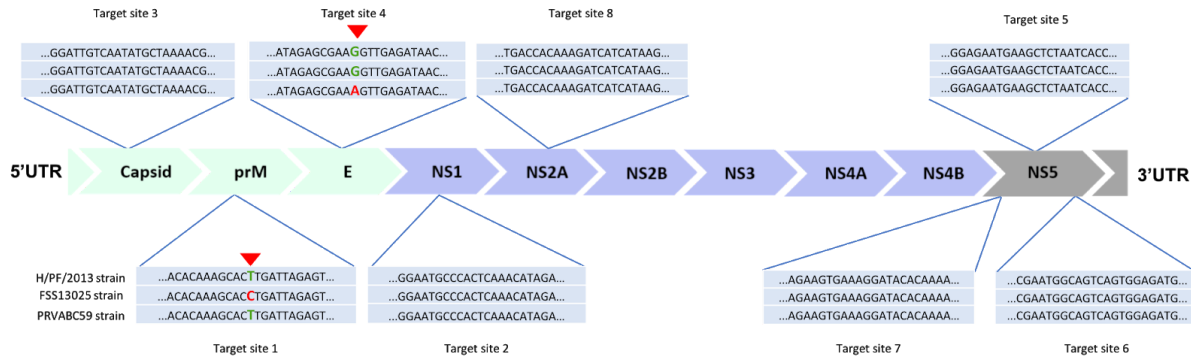 Target site 3
Target site 4
Target site 8
Target site 5
...GGATTGTCAATATGCTAAAACG...
...GGATTGTCAATATGCTAAAACG...
...GGATTGTCAATATGCTAAAACG...
...ATAGAGCGAAGGTTGAGATAAC...
...ATAGAGCGAAGGTTGAGATAAC...
...ATAGAGCGAAAGTTGAGATAAC...
...TGACCACAAAGATCATCATAAG...
...TGACCACAAAGATCATCATAAG...
...TGACCACAAAGATCATCATAAG...
...GGAGAATGAAGCTCTAATCACC...
...GGAGAATGAAGCTCTAATCACC...
...GGAGAATGAAGCTCTAATCACC...
5'UTR Capsid prM E NS1 NS2A NS2B NS3 NS4A NS4B NS5 3'UTR
H/PF/2013 strain
FSS13025 strain
PRVABC59 strain
...ACACAAAGCACTTGATTAGAGT...
...ACACAAAGCACCTGATTAGAGT...
...ACACAAAGCACTTGATTAGAGT...
...GGAATGCCCACTCAAACATAGA...
...GGAATGCCCACTCAAACATAGA...
...GGAATGCCCACTCAAACATAGA...
...AGAAGTGAAAGGATACACAAAA...
...AGAAGTGAAAGGATACACAAAA...
...AGAAGTGAAAGGATACACAAAA...
...CGAATGGCAGTCAGTGGAGATG...
...CGAATGGCAGTCAGTGGAGATG...
...CGAATGGCAGTCAGTGGAGATG...
Target site 1
Target site 2
Target site 7
Target site 6